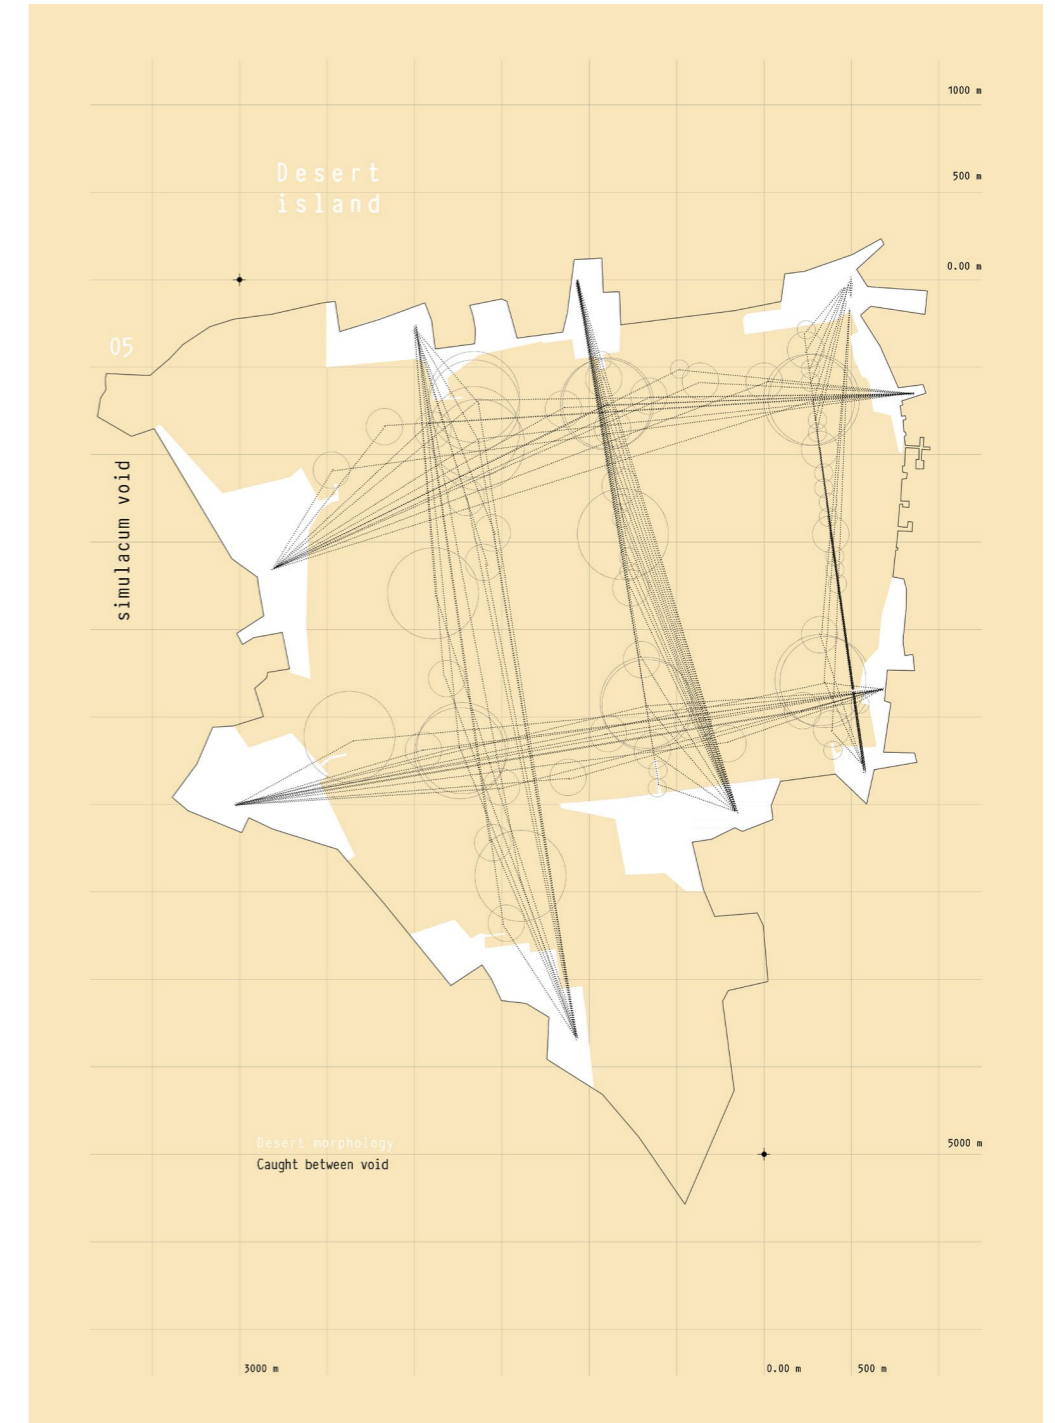 1000 m
500 m
Desert
island
0.00 m
05
simulacum void
5000 m
Desert morphology
Caught between void
3000 m
0.00 m
500 m